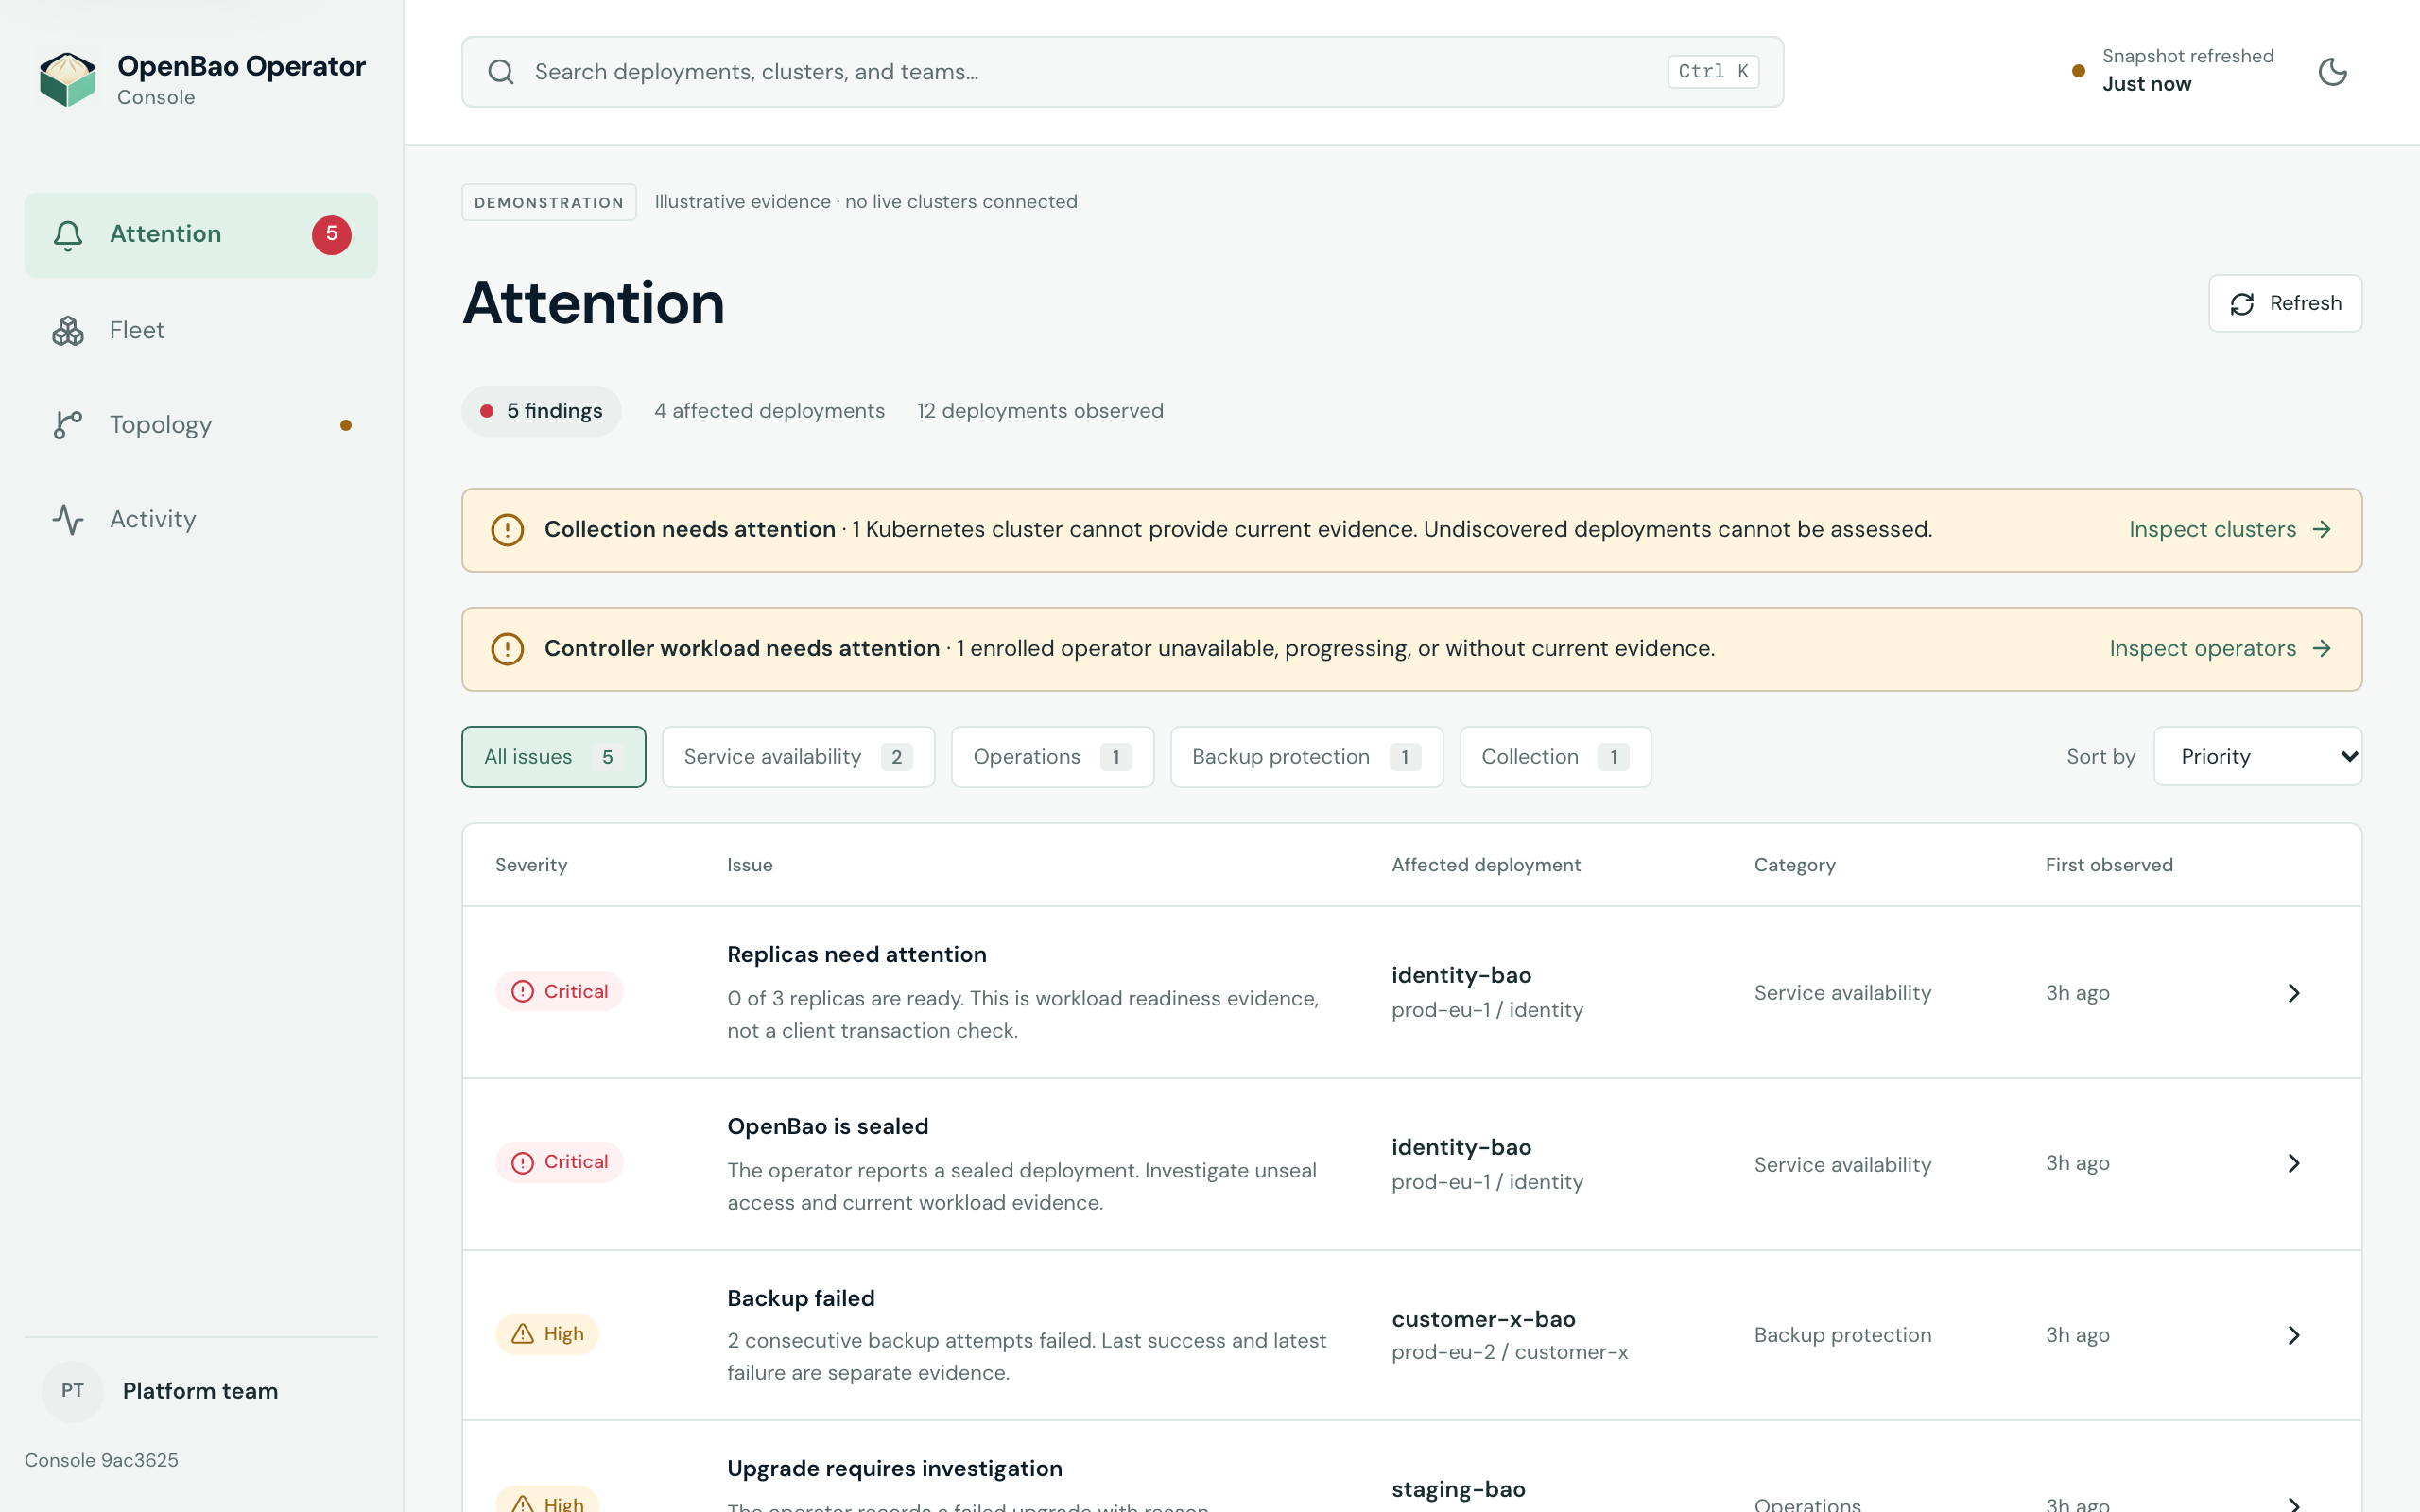 OpenBao Operator
Console
Search deployments, clusters, and teams...
Ctrl K
Snapshot refreshed
Just now
Attention
5
Fleet
Topology
Activity
DEMONSTRATION
Illustrative evidence · no live clusters connected
Attention
Refresh
5 findings
4 affected deployments
12 deployments observed
Collection needs attention · 1 Kubernetes cluster cannot provide current evidence. Undiscovered deployments cannot be assessed.
Inspect clusters
Controller workload needs attention · 1 enrolled operator unavailable, progressing, or without current evidence.
Inspect operators
All issues 5
Service availability 2
Operations 1
Backup protection 1
Collection 1
Sort by
Priority
Severity
Issue
Affected deployment
Category
First observed
Critical
Replicas need attention
0 of 3 replicas are ready. This is workload readiness evidence,
not a client transaction check.
identity-bao
prod-eu-1 / identity
Service availability
3h ago
Critical
OpenBao is sealed
The operator reports a sealed deployment. Investigate unseal
access and current workload evidence.
identity-bao
prod-eu-1 / identity
Service availability
3h ago
High
Backup failed
2 consecutive backup attempts failed. Last success and latest
failure are separate evidence.
customer-x-bao
prod-eu-2 / customer-x
Backup protection
3h ago
High
Upgrade requires investigation
The operator records a failed upgrade with reason
staging-bao
Operations
3h ago
PT
Platform team
Console 9ac3625